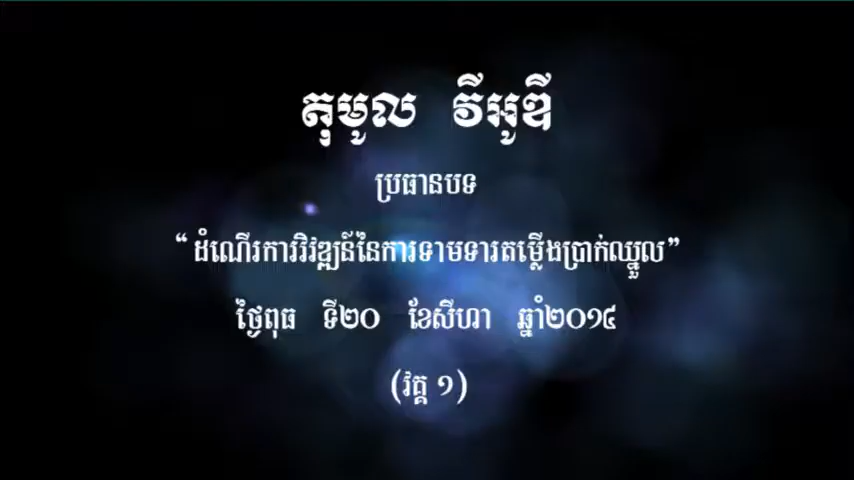 តុមូល វីអូឌី
ប្រធានបទ
“ ដំណើរការវិវឌ្ឍន៍នៃការទាមទារតម្លើងប្រាក់ឈ្នួល”
ថ្ងៃពុធ ទី២០ ខែសីហា ឆ្នាំ២០១៤
(វគ្គ ១)